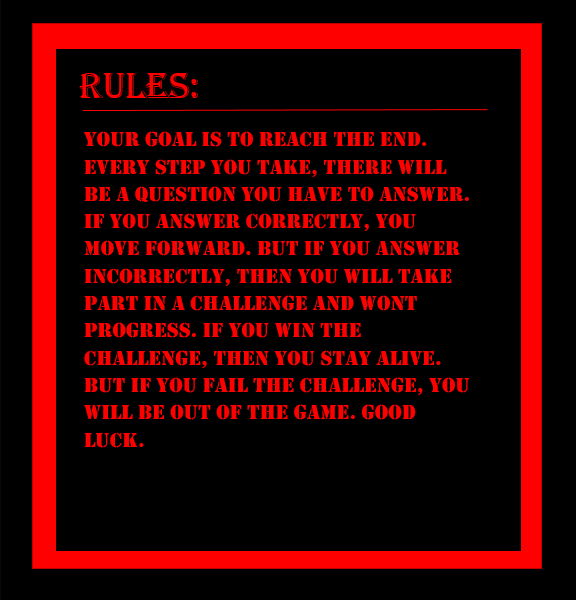 RULES:
YOUR GOAL IS TO REACH THE END.
EVERY STEP YOU TAKE, THERE WILL
BE A QUESTION YOU HAVE TO ANSWER.
IF YOU ANSWER CORRECTLY, YOU
MOVE FORWARD. BUT IF YOU ANSWER
INCORRECTLY, THEN YOU WILL TAKE
PART IN A CHALLENGE AND WONT
PROGRESS. IF YOU WIN THE
CHALLENGE, THEN YOU STAY ALIVE.
BUT IF YOU FAIL THE CHALLENGE, YOU
WILL BE OUT OF THE GAME. GOOD
LUCK.